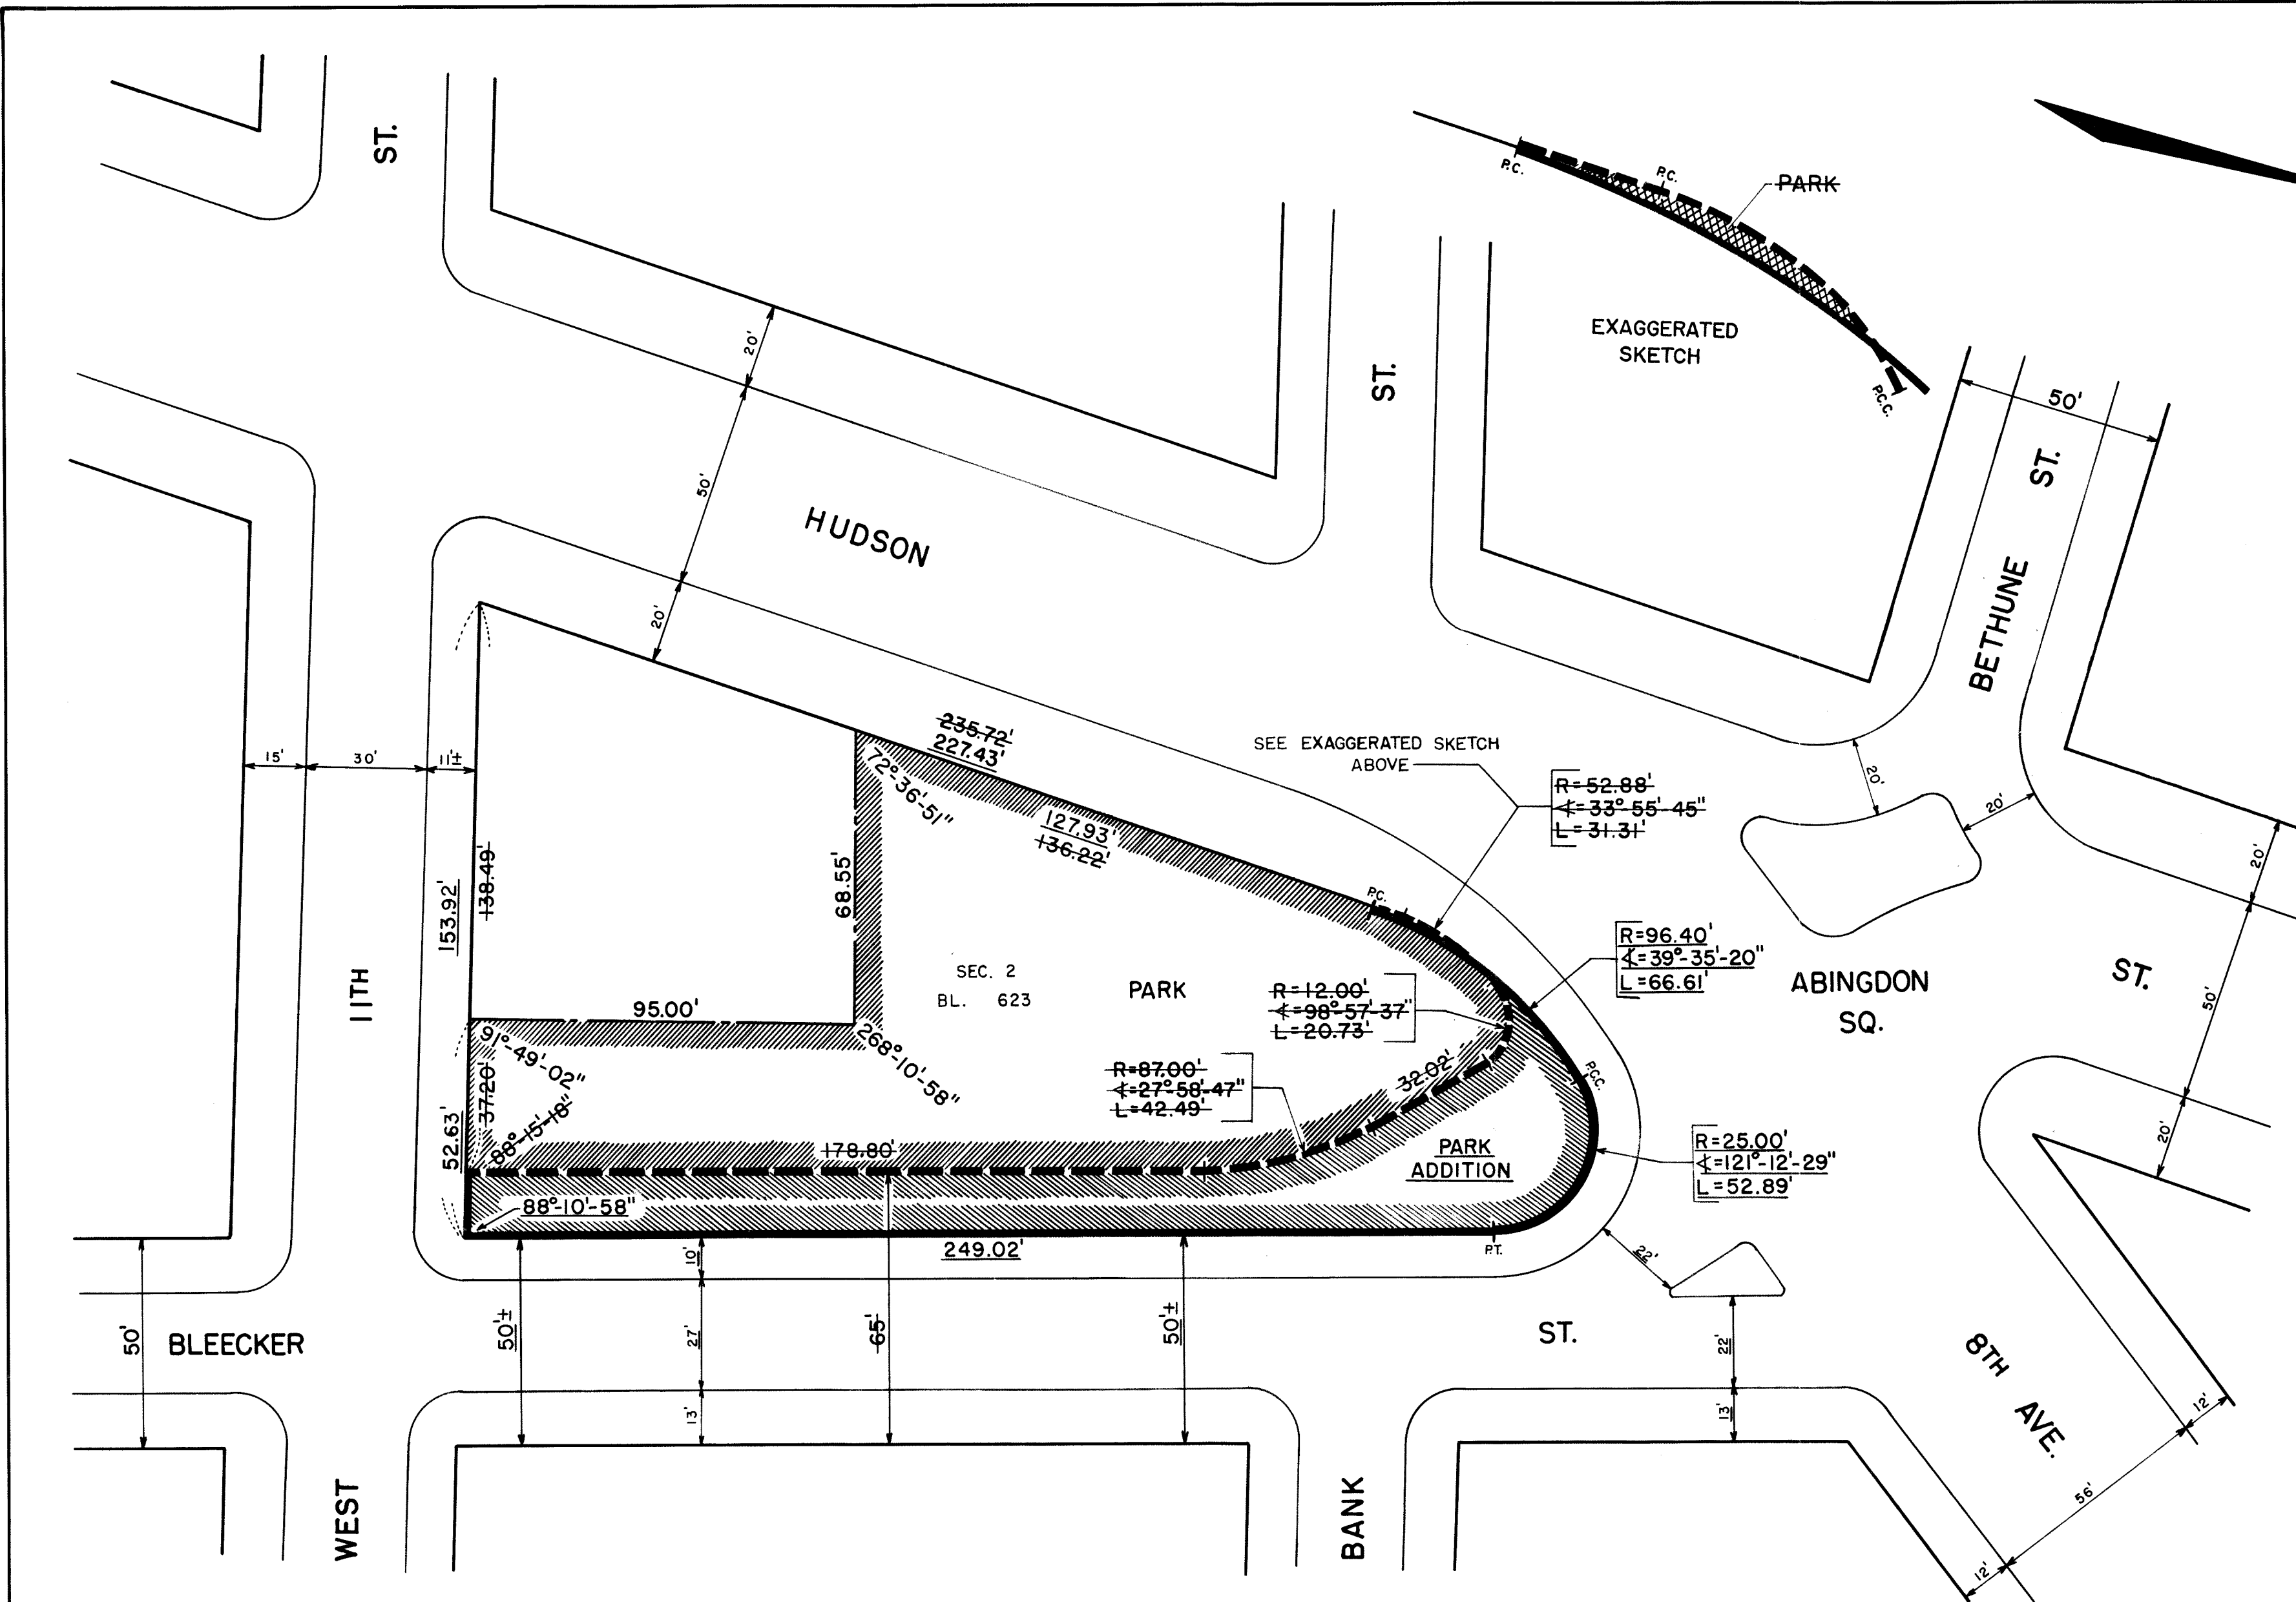 ST.
P.C.
P.C.
PARK
EXAGGERATED
SKETCH
P.C.C.
20'
ST.
50'
ST.
BETHUNE
50'
HUDSON
20'
235.72'
227.43'
SEE EXAGGERATED SKETCH
ABOVE
15'
30'
11'±
72°-36'-51"
127.93'
136.22'
R=52.88'
∢=33°-55'-45"
L=31.31'
20'
20'
20'
138.49'
153.92'
68.55'
P.C.
R=96.40'
∢=39°-35'-20"
L=66.61'
11TH
SEC. 2
BL. 623
PARK
R=12.00'
∢=98°-57'-37"
L=20.73'
ABINGDON
SQ.
ST.
50'
95.00'
91°-49'-02"
268°-10'-58"
37.20'
88°-15'-18"
52.63'
R=87.00'
∢=27°-58'-47"
L=42.49'
32.02'
P.C.C.
178.80'
PARK
ADDITION
R=25.00'
∢=121°-12'-29"
L=52.89'
20'
88°-10'-58"
249.02'
P.T.
10'
22'
50'
BLEECKER
50'±
27'
65'
50'±
ST.
22'
8TH AVE.
13'
13'
12'
WEST
BANK
56'
12'